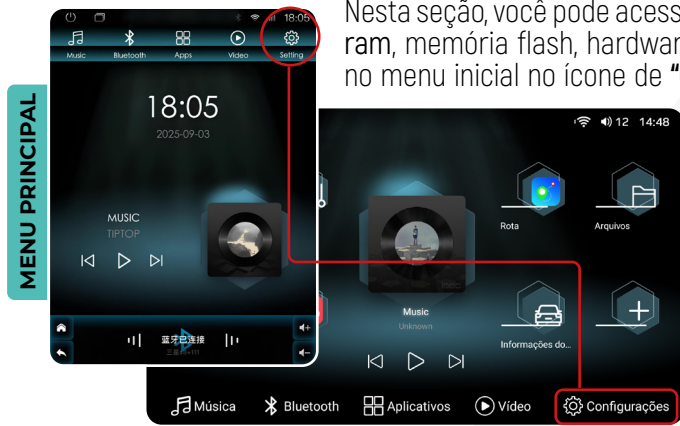 Nesta seção, você pode acess
ram, memória flash, hardwar
no menu inicial no ícone de "
MENU PRINCIPAL
18:05
Music Bluetooth Apps Video Setting
18:05
2025-09-03
MUSIC
TIPTOP
蓝牙已连接
12 14:48
Rota Arquivos
Music
Unknown
Informações do...
Música Bluetooth Aplicativos Vídeo Configurações